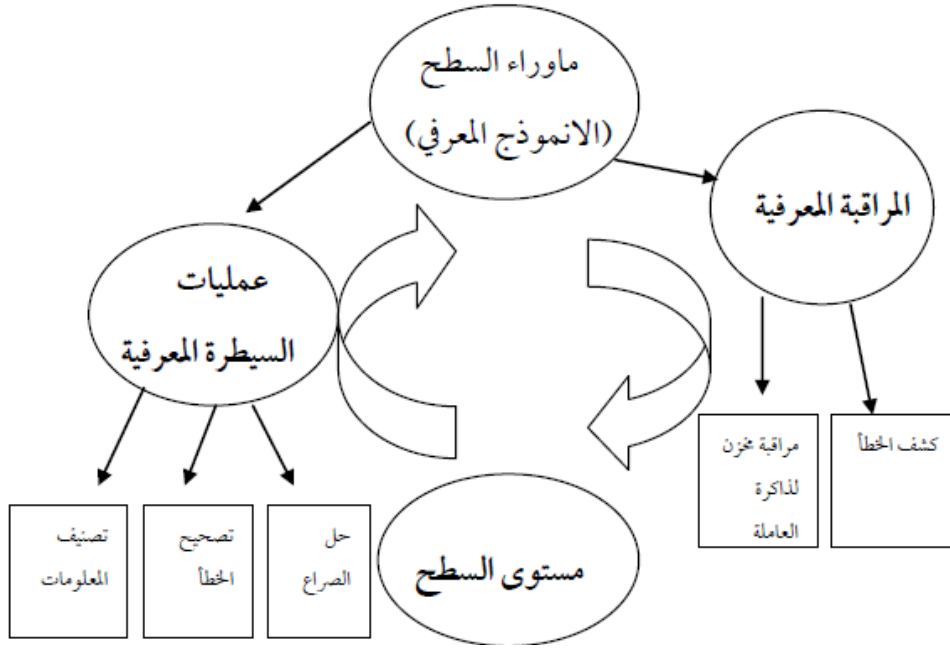 ماوراء السطح
(الانموذج المعرفي)
المراقبة المعرفية
عمليات
السيطرة المعرفية
كشف الخطأ
مراقبة مخزن
لذاكرة
العاملة
حل
الصراع
تصحيح
الخطأ
تصنيف
المعلومات
مستوى السطح